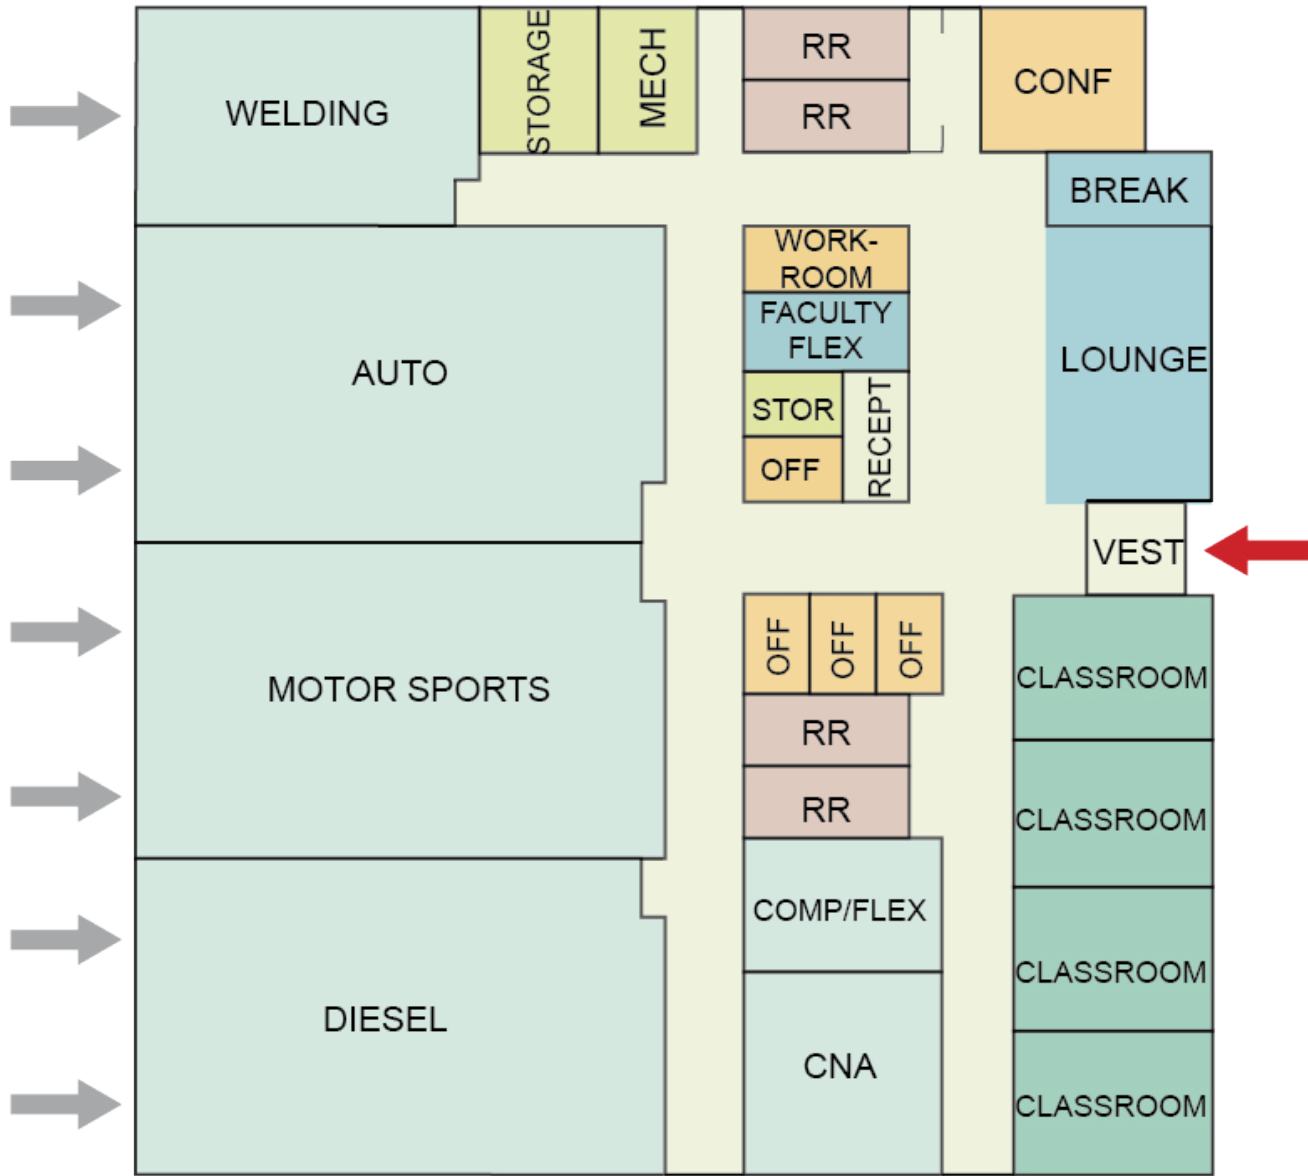 WELDING
STORAGE
MECH
RR
RR
CONF
BREAK
WORK-
ROOM
FACULTY
FLEX
AUTO
LOUNGE
STOR
RECEPT
OFF
VEST
MOTOR SPORTS
OFF
OFF
OFF
CLASSROOM
RR
RR
CLASSROOM
COMP/FLEX
CLASSROOM
DIESEL
CNA
CLASSROOM